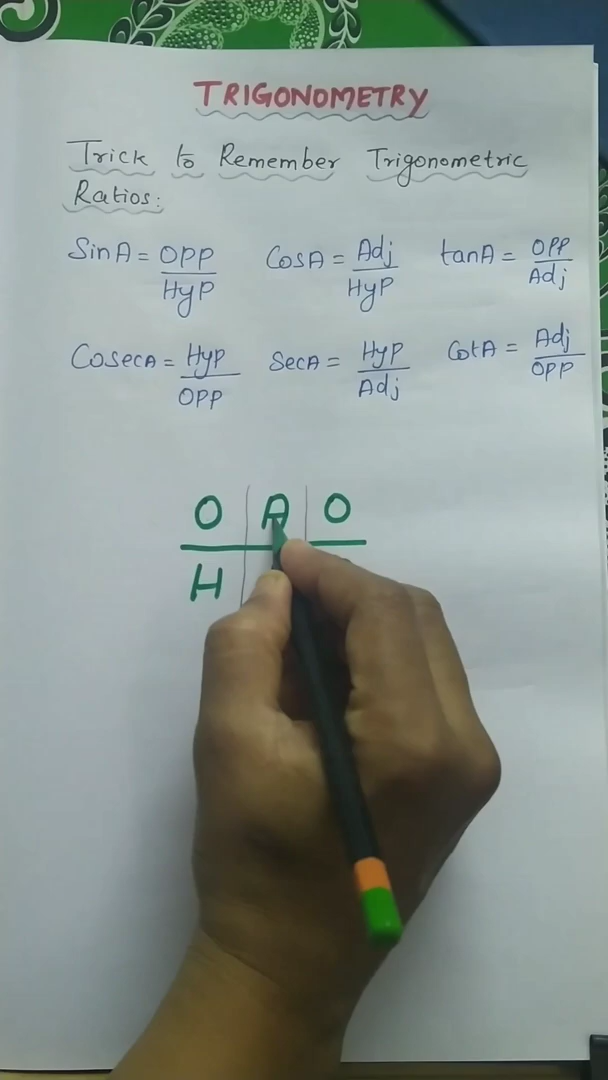 TRIGONOMETRY
Trick to Remember Trigonometric
Ratios:
SinA = OPP/HyP CosA = Adj/HyP tanA = OPP/Adj
CosecA = Hyp/OPP SecA = HyP/Adj CotA = Adj/OPP
O A O
H